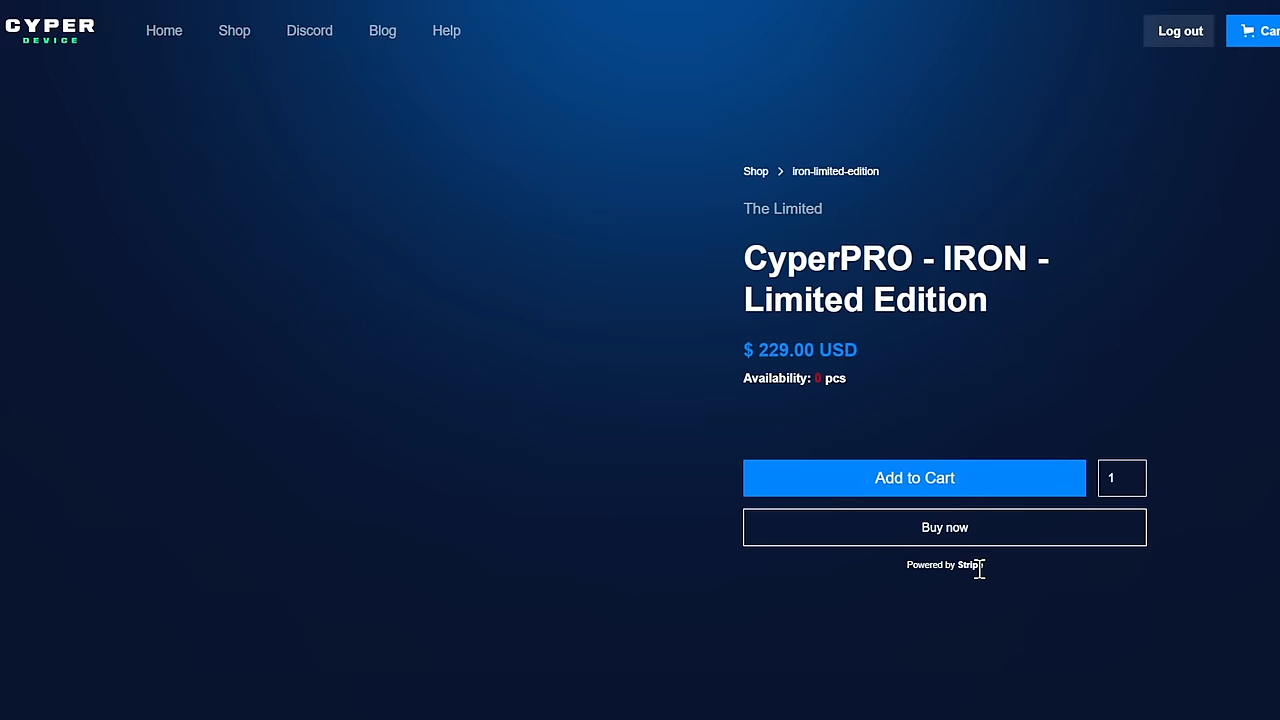 CYPER
DEVICE
Home
Shop
Discord
Blog
Help
Log out
Shop > iron-limited-edition
The Limited
CyperPRO - IRON -
Limited Edition
$ 229.00 USD
Availability: 0 pcs
Add to Cart
1
Buy now
Powered by